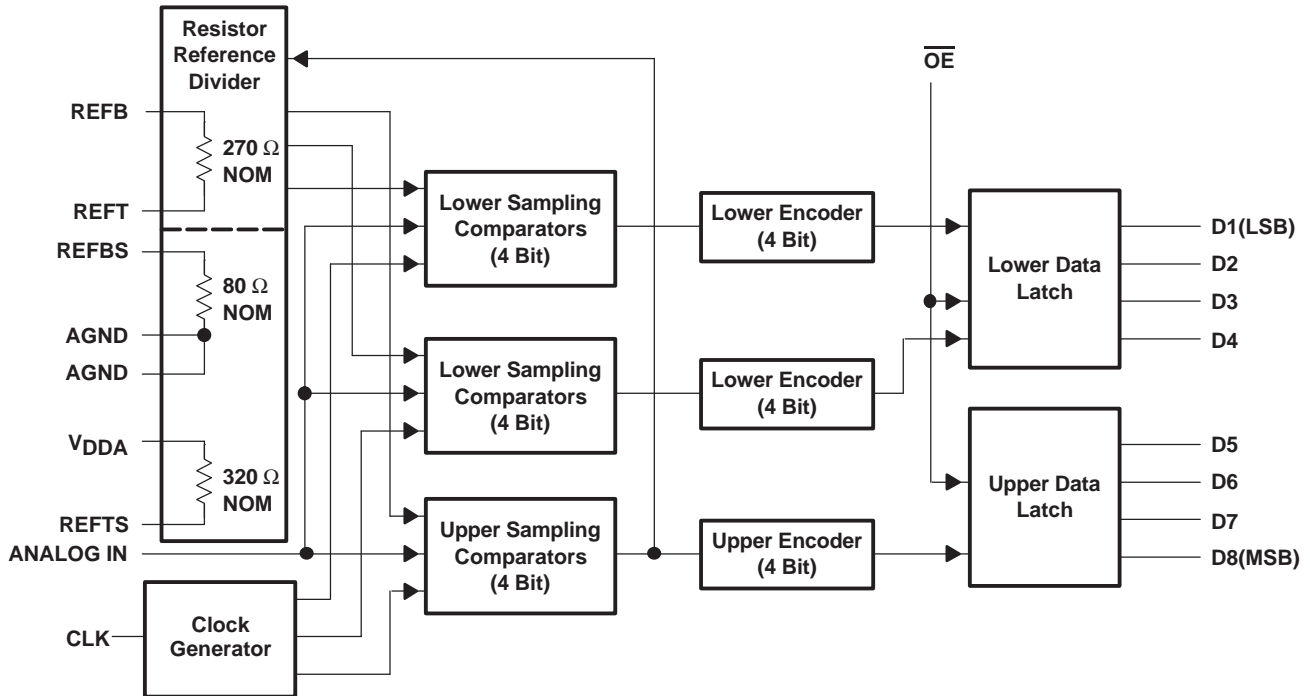 Resistor
Reference
Divider
OE
REFB
270 Ω
NOM
REFT
REFBS
80 Ω
NOM
AGND
AGND
VDDA
320 Ω
NOM
REFTS
ANALOG IN
CLK
Clock
Generator
Lower Sampling
Comparators
(4 Bit)
Lower Encoder
(4 Bit)
Lower Data
Latch
D1(LSB)
D2
D3
D4
Lower Sampling
Comparators
(4 Bit)
Lower Encoder
(4 Bit)
Upper Sampling
Comparators
(4 Bit)
Upper Encoder
(4 Bit)
Upper Data
Latch
D5
D6
D7
D8(MSB)